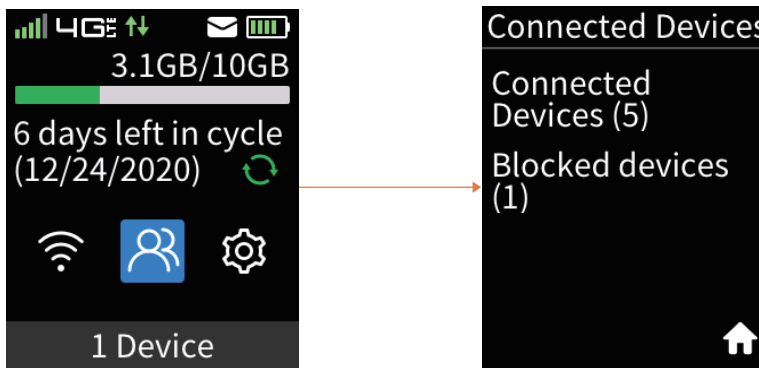 4G LTE
3.1GB/10GB
6 days left in cycle
(12/24/2020)
1 Device
Connected Devices
Connected
Devices (5)
Blocked devices
(1)